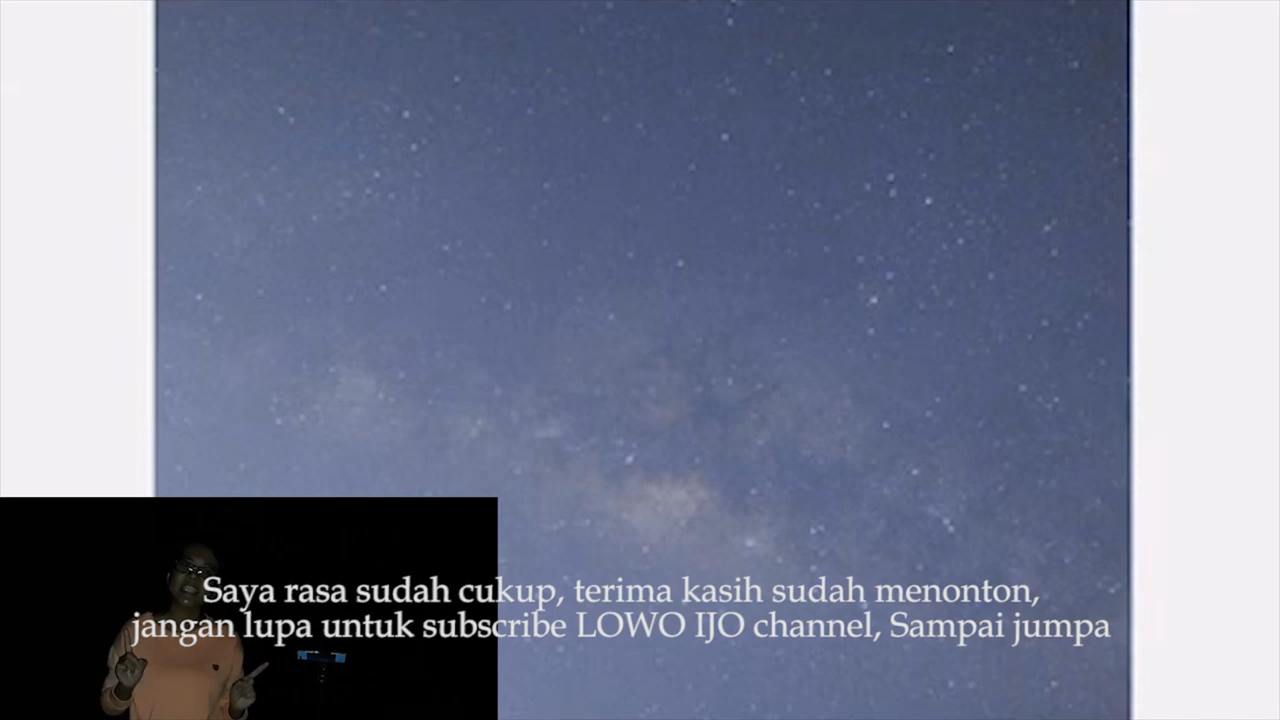 Saya rasa sudah cukup, terima kasih sudah menonton,
jangan lupa untuk subscribe LOWO IJO channel, Sampai jumpa